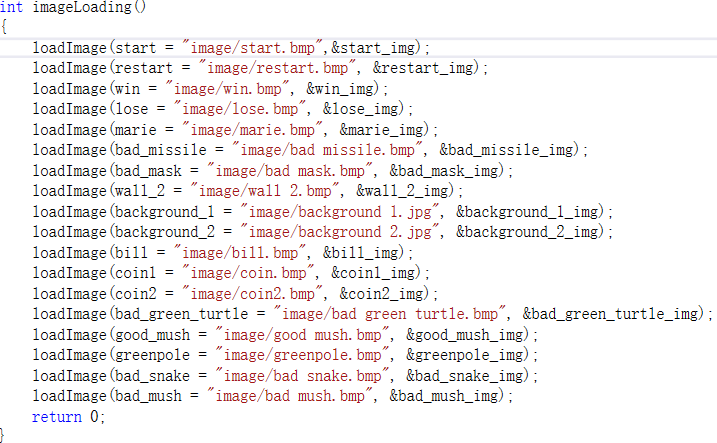 int imageLoading()
{
    loadImage(start = "image/start.bmp",&start_img);
    loadImage(restart = "image/restart.bmp", &restart_img);
    loadImage(win = "image/win.bmp", &win_img);
    loadImage(lose = "image/lose.bmp", &lose_img);
    loadImage(marie = "image/marie.bmp", &marie_img);
    loadImage(bad_missile = "image/bad missile.bmp", &bad_missile_img);
    loadImage(bad_mask = "image/bad mask.bmp", &bad_mask_img);
    loadImage(wall_2 = "image/wall 2.bmp", &wall_2_img);
    loadImage(background_1 = "image/background 1.jpg", &background_1_img);
    loadImage(background_2 = "image/background 2.jpg", &background_2_img);
    loadImage(bill = "image/bill.bmp", &bill_img);
    loadImage(coin1 = "image/coin.bmp", &coin1_img);
    loadImage(coin2 = "image/coin2.bmp", &coin2_img);
    loadImage(bad_green_turtle = "image/bad green turtle.bmp", &bad_green_turtle_img);
    loadImage(good_mush = "image/good mush.bmp", &good_mush_img);
    loadImage(greenpole = "image/greenpole.bmp", &greenpole_img);
    loadImage(bad_snake = "image/bad snake.bmp", &bad_snake_img);
    loadImage(bad_mush = "image/bad mush.bmp", &bad_mush_img);
    return 0;
}